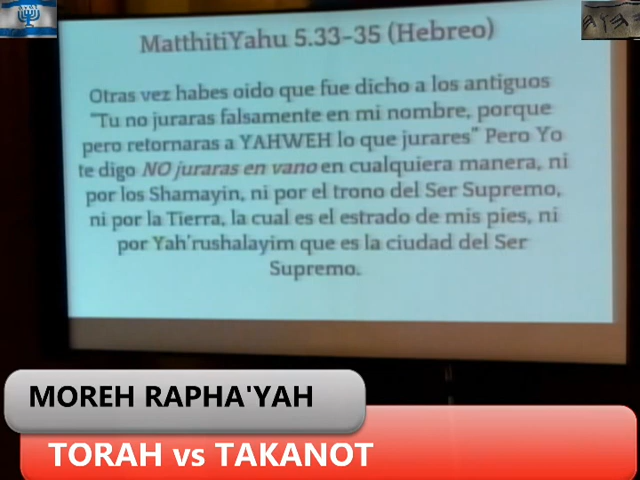 MatthitiYahu 5.33-35 (Hebreo)
Otras vez habes oido que fue dicho a los antiguos
"Tu no juraras falsamente en mi nombre, porque
pero retornaras a YAHWEH lo que jurares" Pero Yo
te digo NO juraras en vano en cualquiera manera, ni
por los Shamayin, ni por el trono del Ser Supremo,
ni por la Tierra, la cual es el estrado de mis pies, ni
por Yah'rushalayim que es la ciudad del Ser
Supremo.
MOREH RAPHA'YAH
TORAH vs TAKANOT